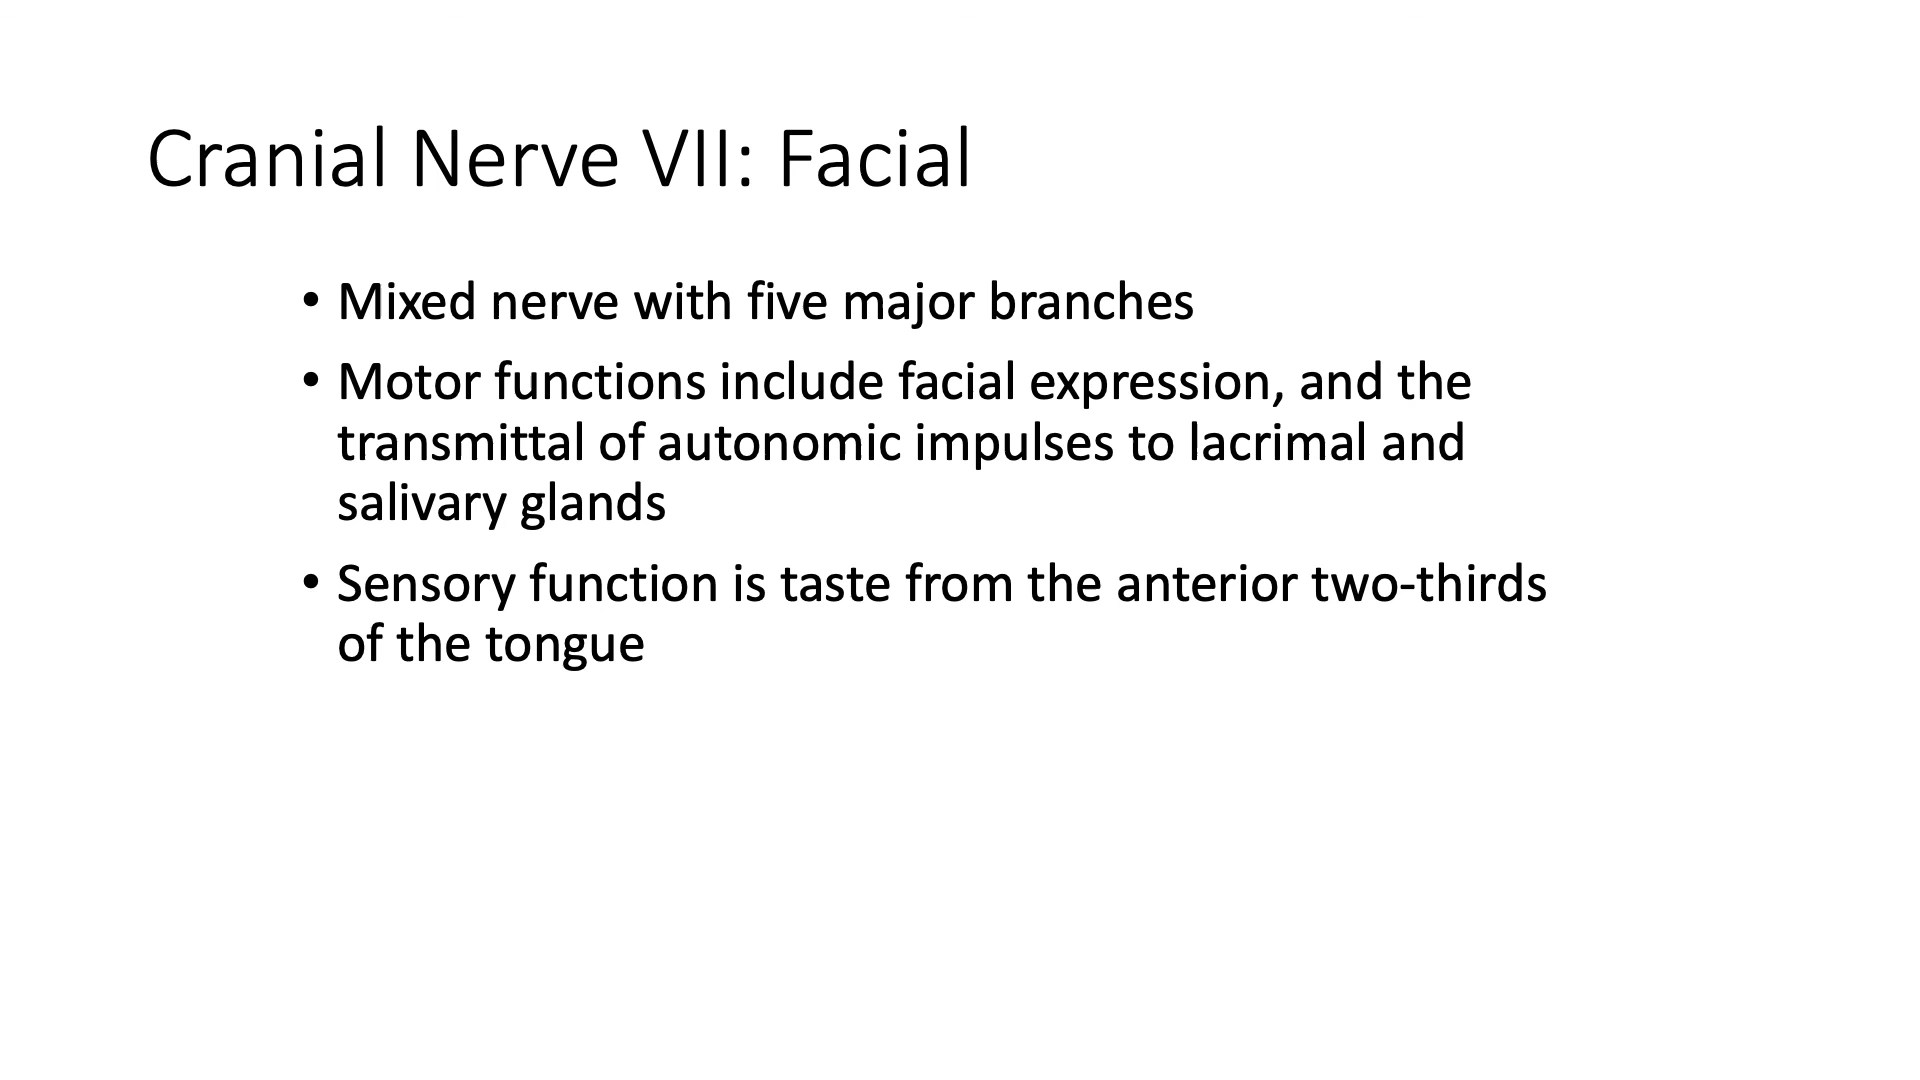 Cranial Nerve VII: Facial
• Mixed nerve with five major branches
• Motor functions include facial expression, and the
transmittal of autonomic impulses to lacrimal and
salivary glands
• Sensory function is taste from the anterior two-thirds
of the tongue